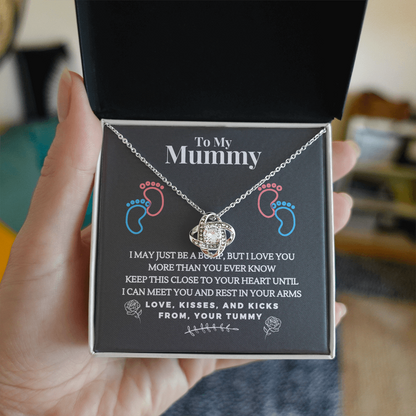 To My
Mummy
I MAY JUST BE A BUMP, BUT I LOVE YOU
MORE THAN YOU EVER KNOW
KEEP THIS CLOSE TO YOUR HEART UNTIL
I CAN MEET YOU AND REST IN YOUR ARMS
LOVE, KISSES, AND KICKS
FROM, YOUR TUMMY